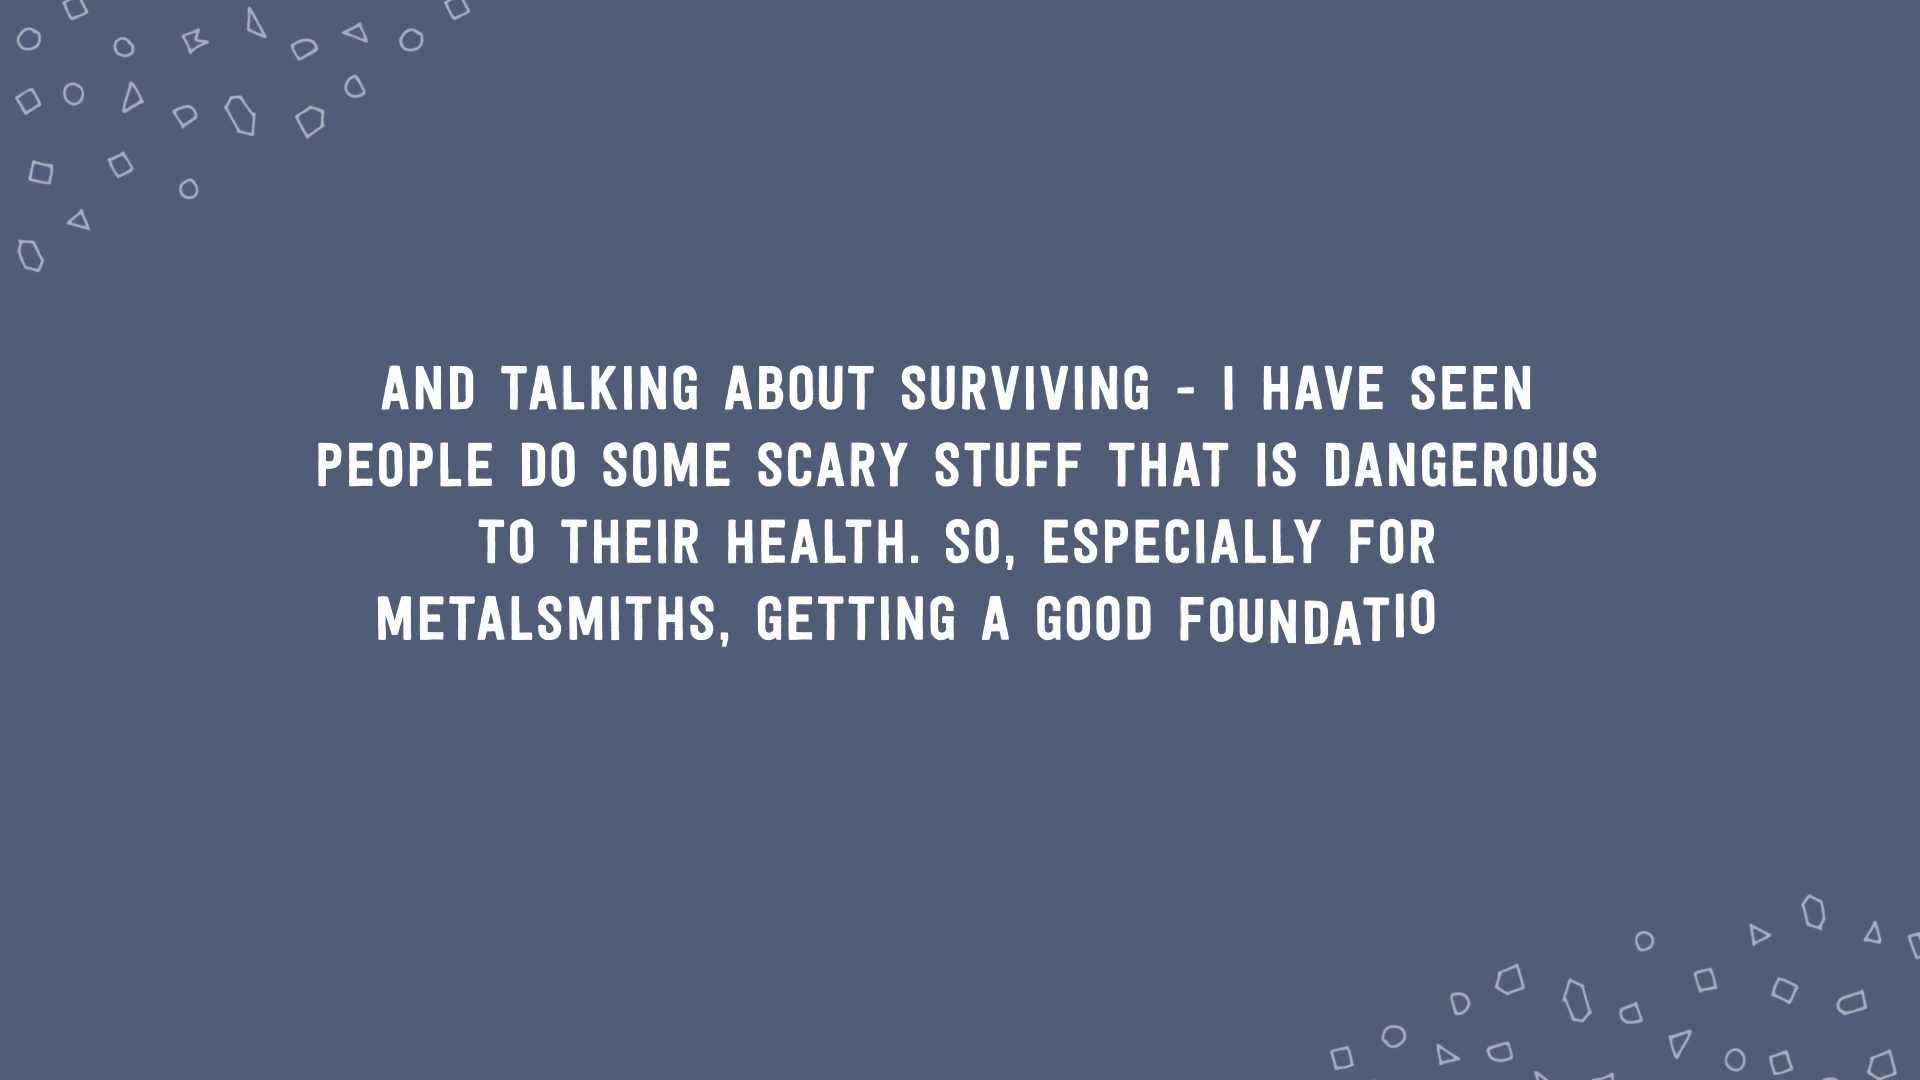 AND TALKING ABOUT SURVIVING - I HAVE SEEN
PEOPLE DO SOME SCARY STUFF THAT IS DANGEROUS
TO THEIR HEALTH. SO, ESPECIALLY FOR
METALSMITHS, GETTING A GOOD FOUNDATIO